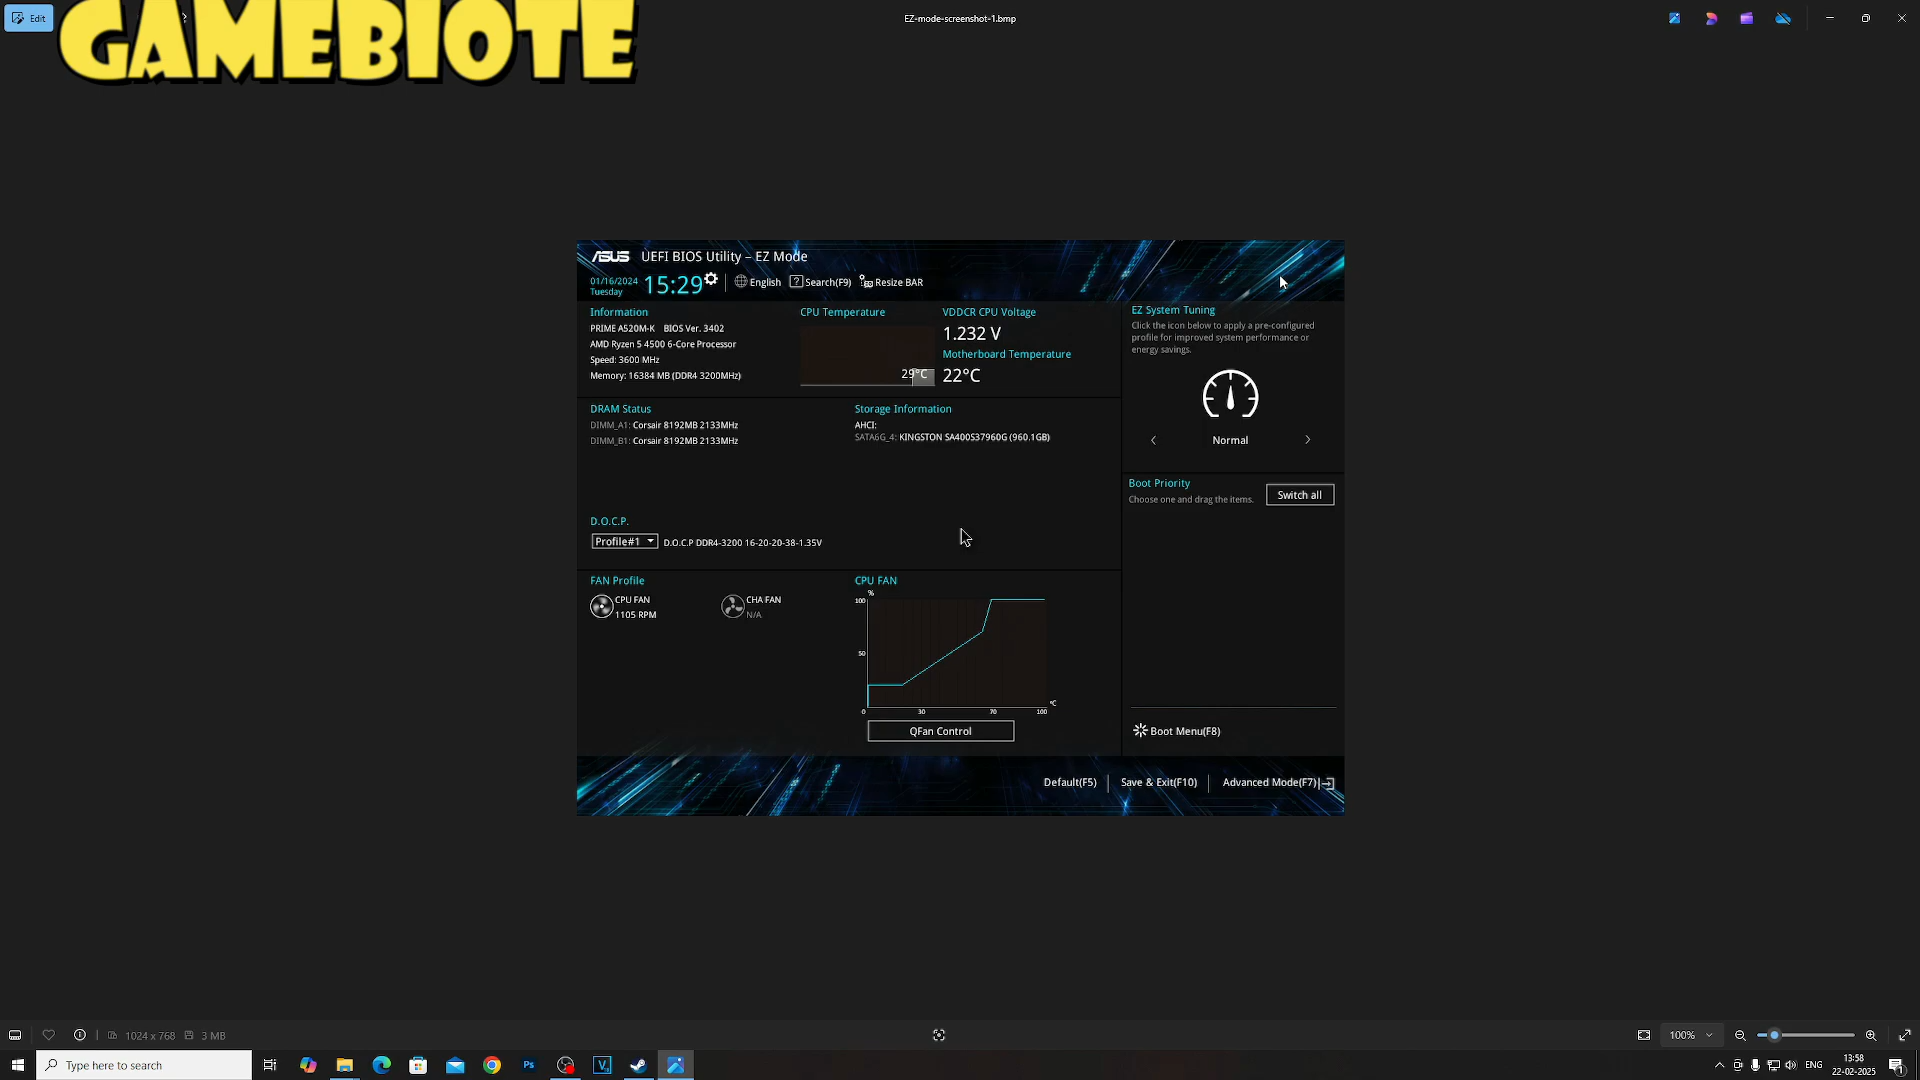 Edit
GAMEBIOTE
EZ-mode-screenshot-1.bmp
ASUS UEFI BIOS Utility – EZ Mode
01/16/2024
Tuesday
15:29
English
Search(F9)
Resize BAR
Information
PRIME A520M-K BIOS Ver. 3402
AMD Ryzen 5 4500 6-Core Processor
Speed: 3600 MHz
Memory: 16384 MB (DDR4 3200MHz)
CPU Temperature
29°C
VDDCR CPU Voltage
1.232 V
Motherboard Temperature
22°C
EZ System Tuning
Click the icon below to apply a pre-configured
profile for improved system performance or
energy savings.
Normal
DRAM Status
DIMM_A1: Corsair 8192MB 2133MHz
DIMM_B1: Corsair 8192MB 2133MHz
Storage Information
AHCI:
SATA6G_4: KINGSTON SA400S37960G (960.1GB)
Boot Priority
Choose one and drag the items.
Switch all
D.O.C.P.
Profile#1
D.O.C.P DDR4-3200 16-20-20-38-1.35V
FAN Profile
CPU FAN
1105 RPM
CHA FAN
N/A
CPU FAN
%
100
50
0 30 70 100
°C
QFan Control
Boot Menu(F8)
Default(F5)
Save & Exit(F10)
Advanced Mode(F7)
1024 x 768
3 MB
100%
Type here to search
Ps
V
ENG
13:58
22-02-2025
1